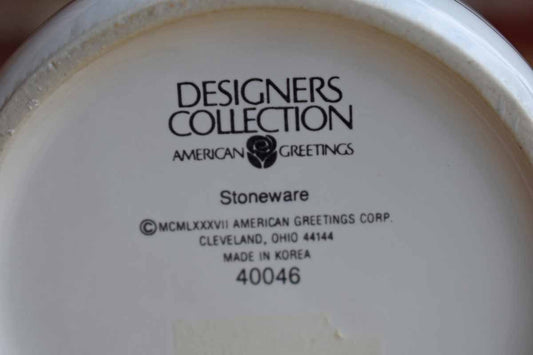 DESIGNERS
COLLECTION
AMERICAN GREETINGS
Stoneware
©MCMLXXXVII AMERICAN GREETINGS CORP.
CLEVELAND, OHIO 44144
MADE IN KOREA
40046